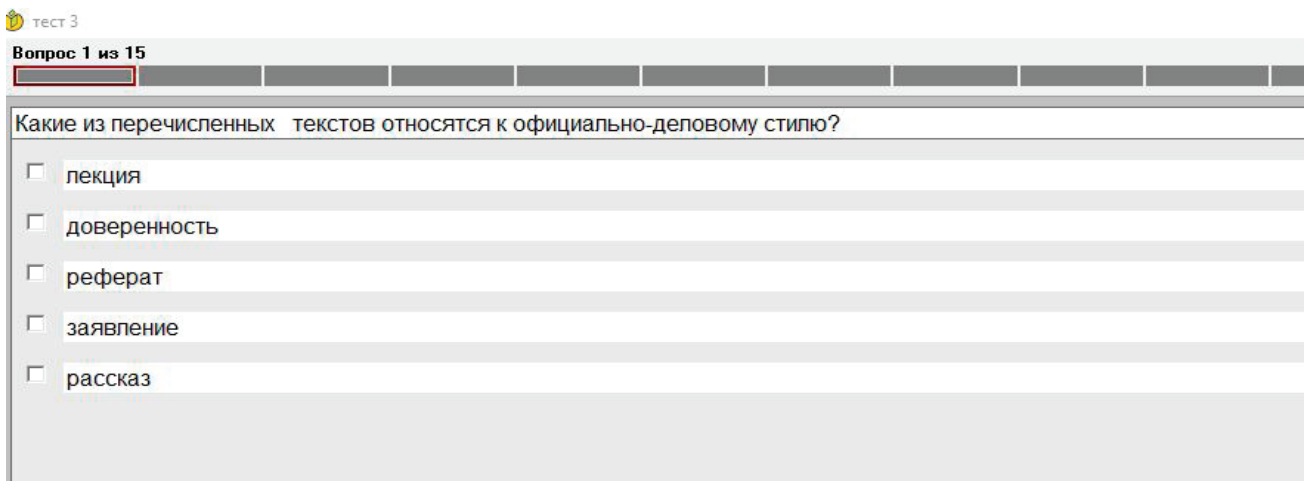 тест 3
Вопрос 1 из 15
Какие из перечисленных текстов относятся к официально-деловому стилю?
лекция
доверенность
реферат
заявление
рассказ